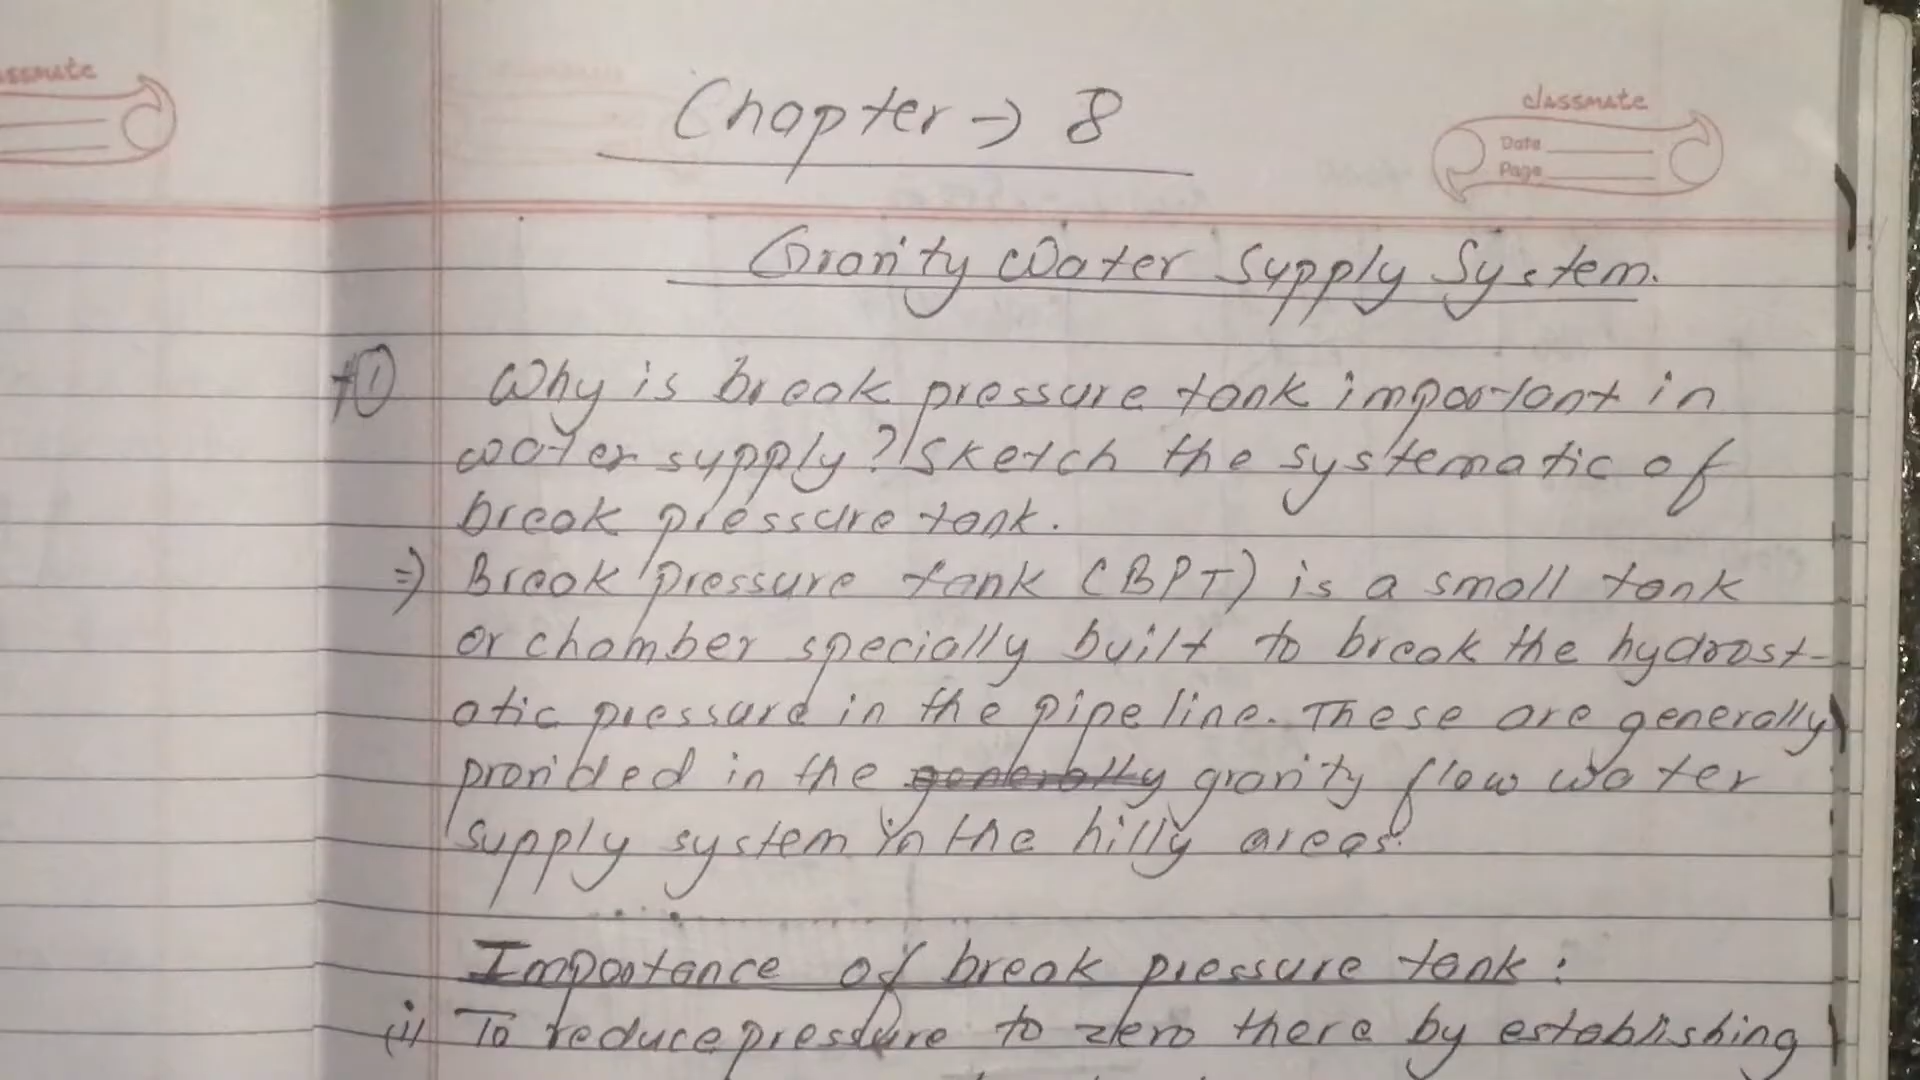 assmate
classmate
Date
Page
Chapter → 8
Gravity Water Supply System.
① Why is break pressure tank important in
water supply? Sketch the systematic of
break pressure tank.
⇒ Break pressure tank (BPT) is a small tank
or chamber specially built to break the hydrost-
atic pressure in the pipe line. These are generally
provided in the generally gravity flow water
supply system in the hilly areas.
Importance of break pressure tank:
(i) To reduce pressure to zero there by establishing